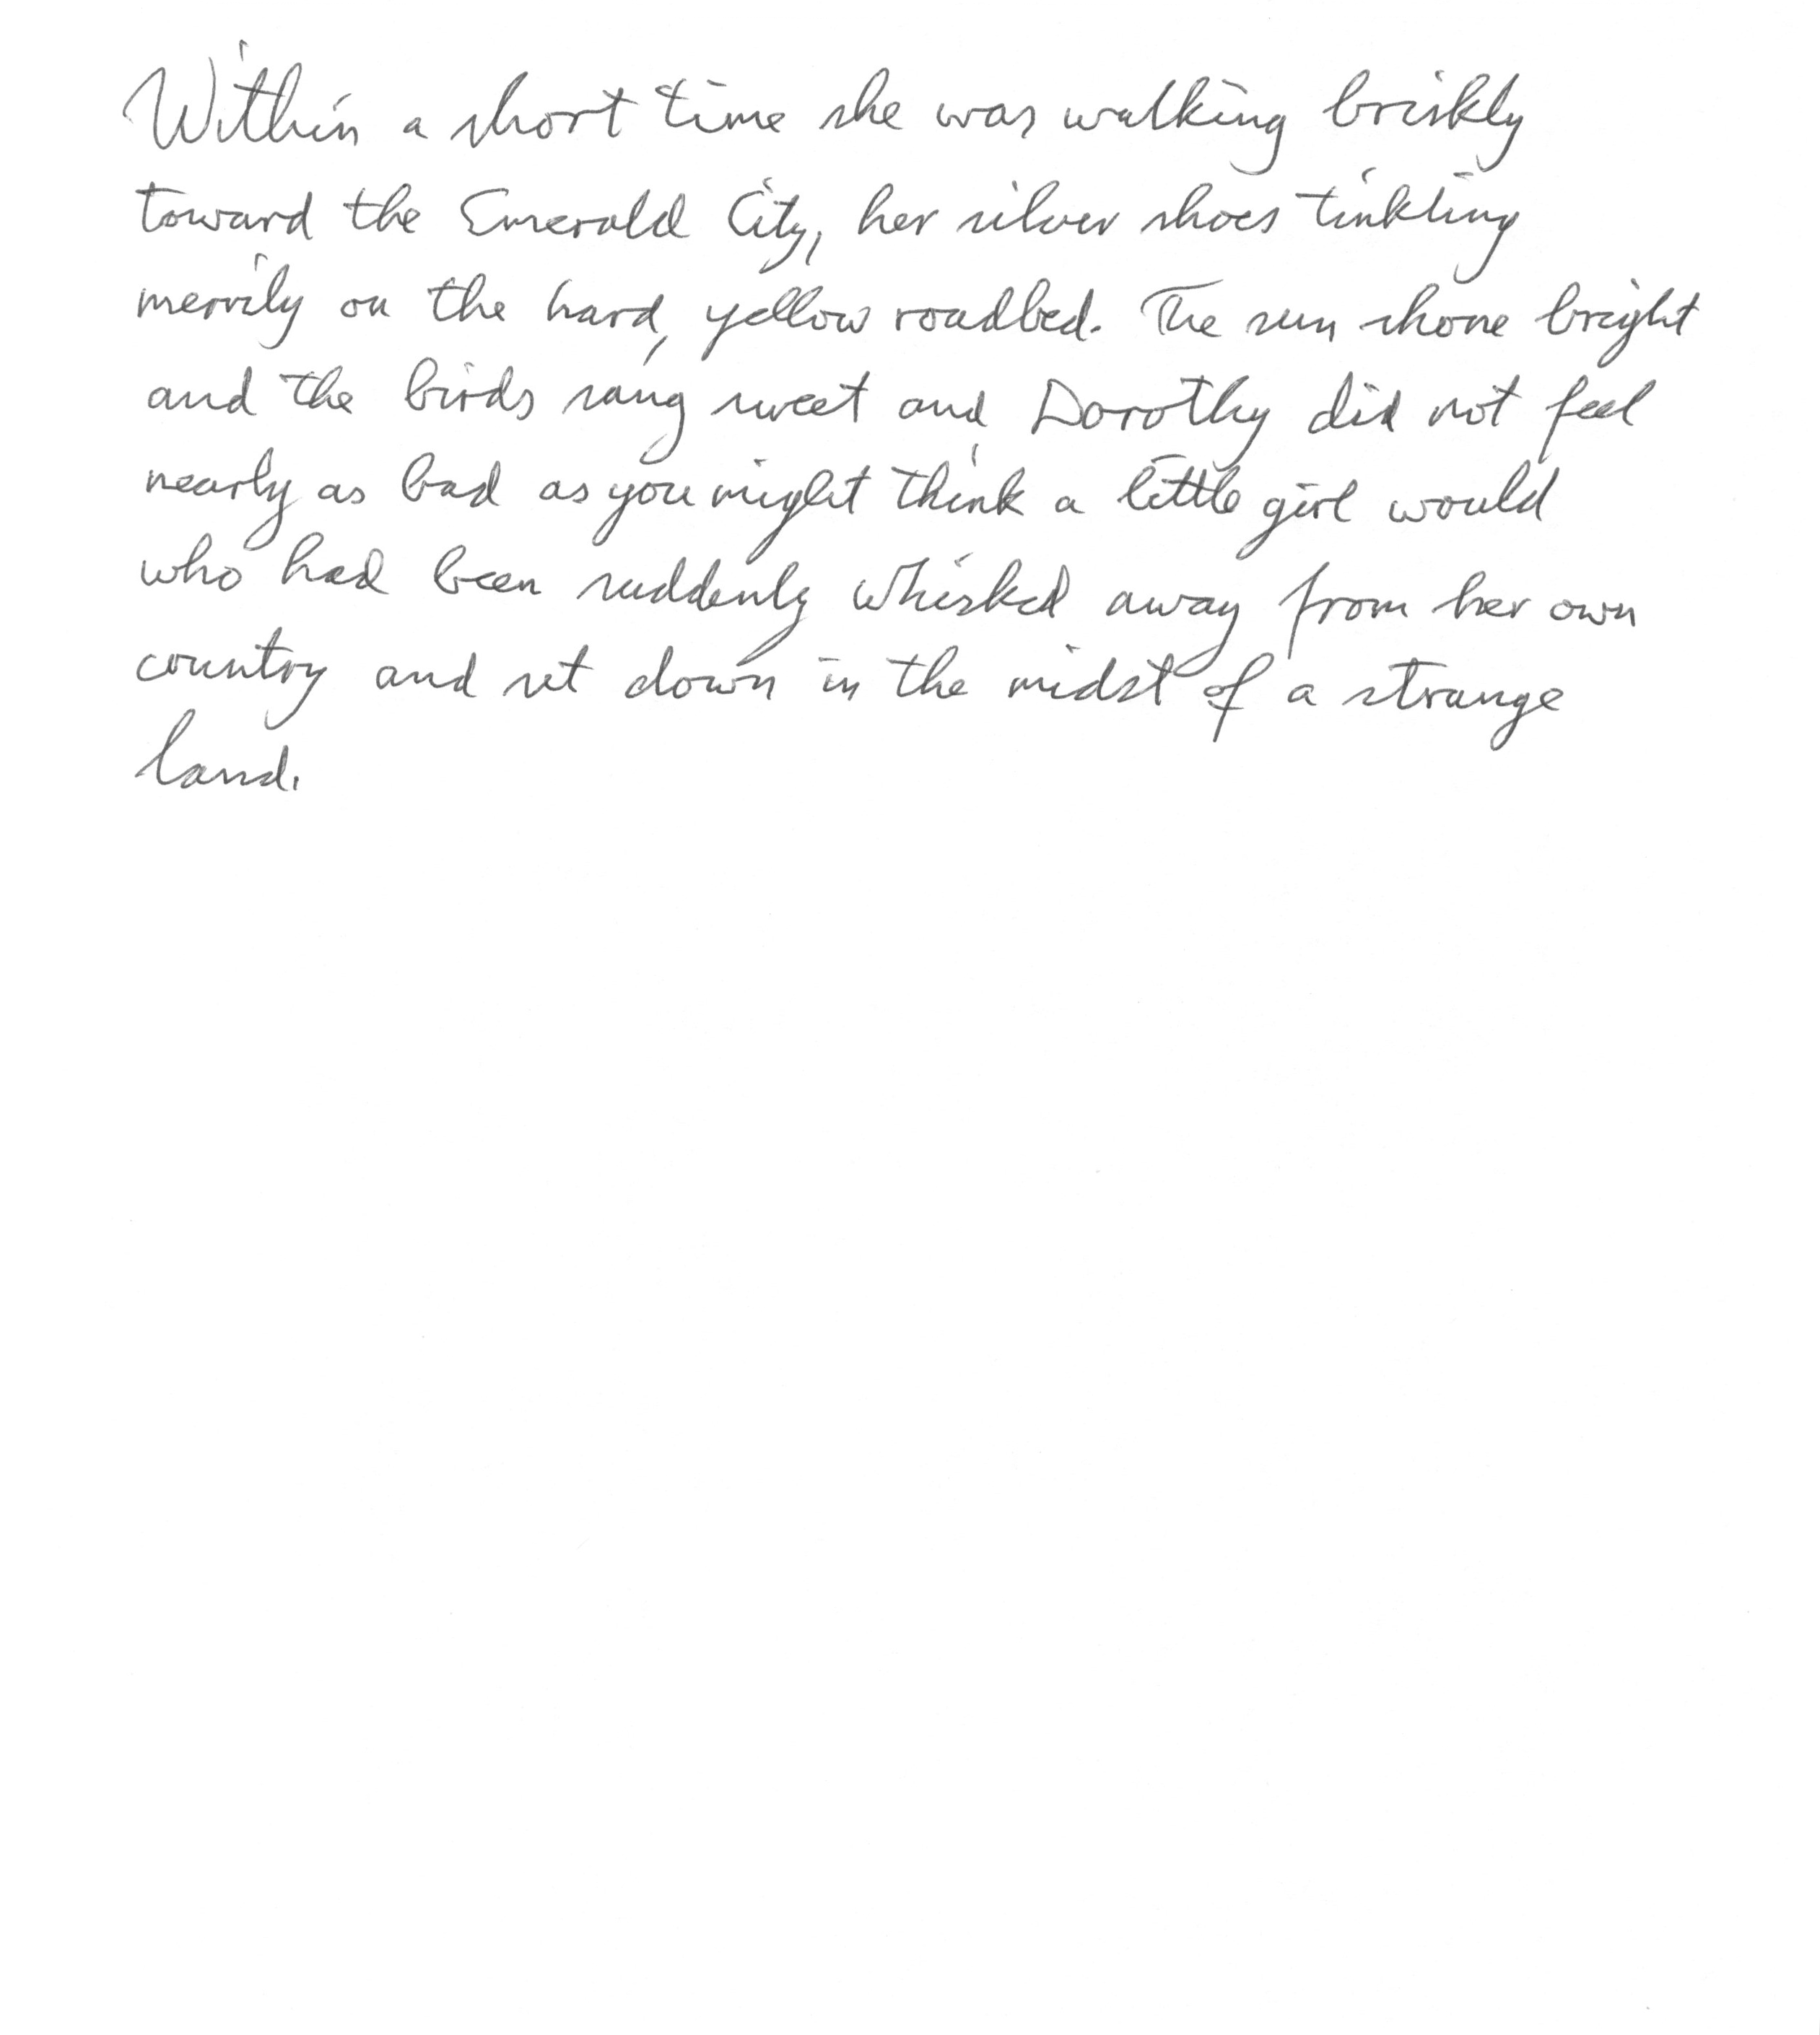 Within a short time she was walking briskly
toward the Emerald City, her silver shoes tinkling
merrily on the hard, yellow roadbed. The sun shone bright
and the birds sang sweet and Dorothy did not feel
nearly as bad as you might think a little girl would
who had been suddenly whisked away from her own
country and set down in the midst of a strange
land.